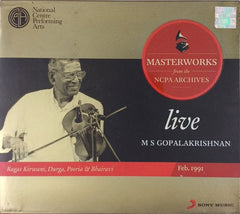 National
Centre
Performing
Arts
MASTERWORKS
from the
NCPA ARCHIVES
live
M S GOPALAKRISHNAN
Ragas Kirwani, Durga, Pooria & Bhairavi
Feb. 1991
SONY MUSIC